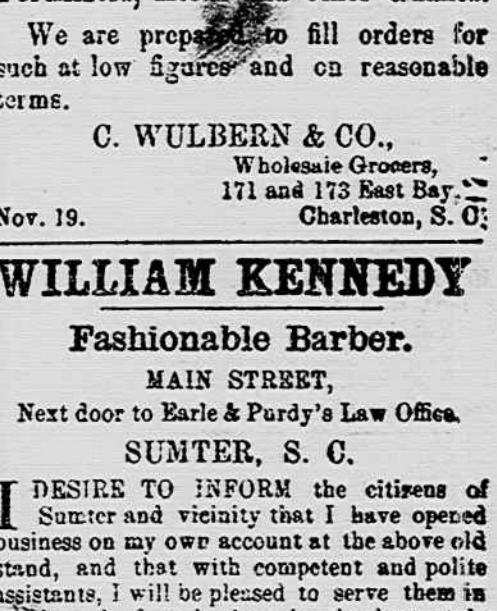 We are prepared to fill orders for
such at low figures and on reasonable
terms.
C. WULBERN & CO.,
Wholesale Grocers,
171 and 173 East Bay,
Nov. 19. Charleston, S. C.
WILLIAM KENNEDY
Fashionable Barber.
MAIN STREET,
Next door to Earle & Purdy's Law Office,
SUMTER, S. C.
I DESIRE TO INFORM the citizens of
Sumter and vicinity that I have opened
business on my own account at the above old
stand, and that with competent and polite
assistants, I will be pleased to serve them in